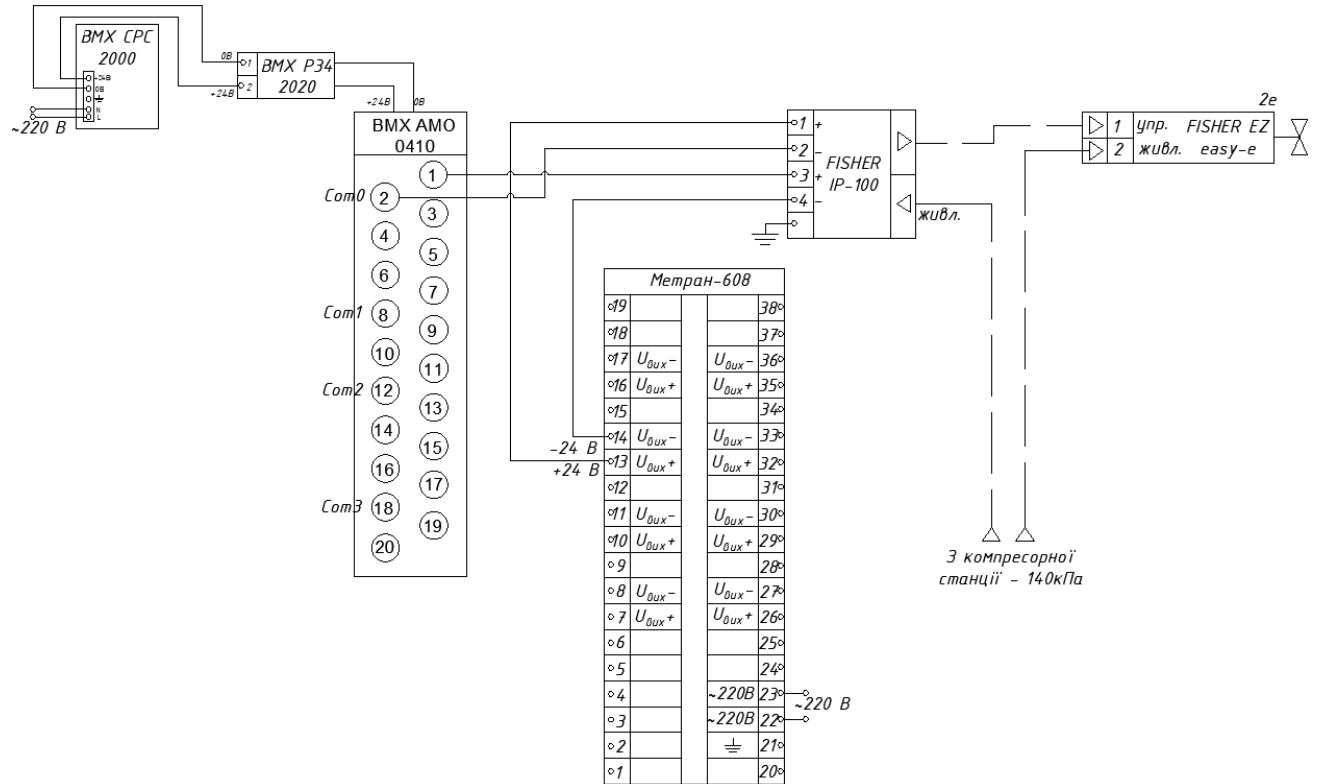 BMX CPC
2000
+24В
0В
N
L
~220 В
0В
+24В
1
2
BMX P34
2020
+24В
0В
BMX AMO
0410
1
Com0
2
3
4
5
6
7
Com1
8
9
10
11
Com2
12
13
14
15
16
17
Com3
18
19
20
1 +
2 -
3 +
4 -
FISHER
IP-100
живл.
2е
1 упр. FISHER EZ
2 живл. easy-e
Метран-608
19 38
18 37
17 Uвих- Uвих- 36
16 Uвих+ Uвих+ 35
15 34
14 Uвих- Uвих- 33
-24 В
13 Uвих+ Uвих+ 32
+24 В
12 31
11 Uвих- Uвих- 30
10 Uвих+ Uвих+ 29
9 28
8 Uвих- Uвих- 27
7 Uвих+ Uвих+ 26
6 25
5 24
4 ~220В 23
~220 В
3 ~220В 22
2 21
1 20
З компресорної
станції - 140кПа